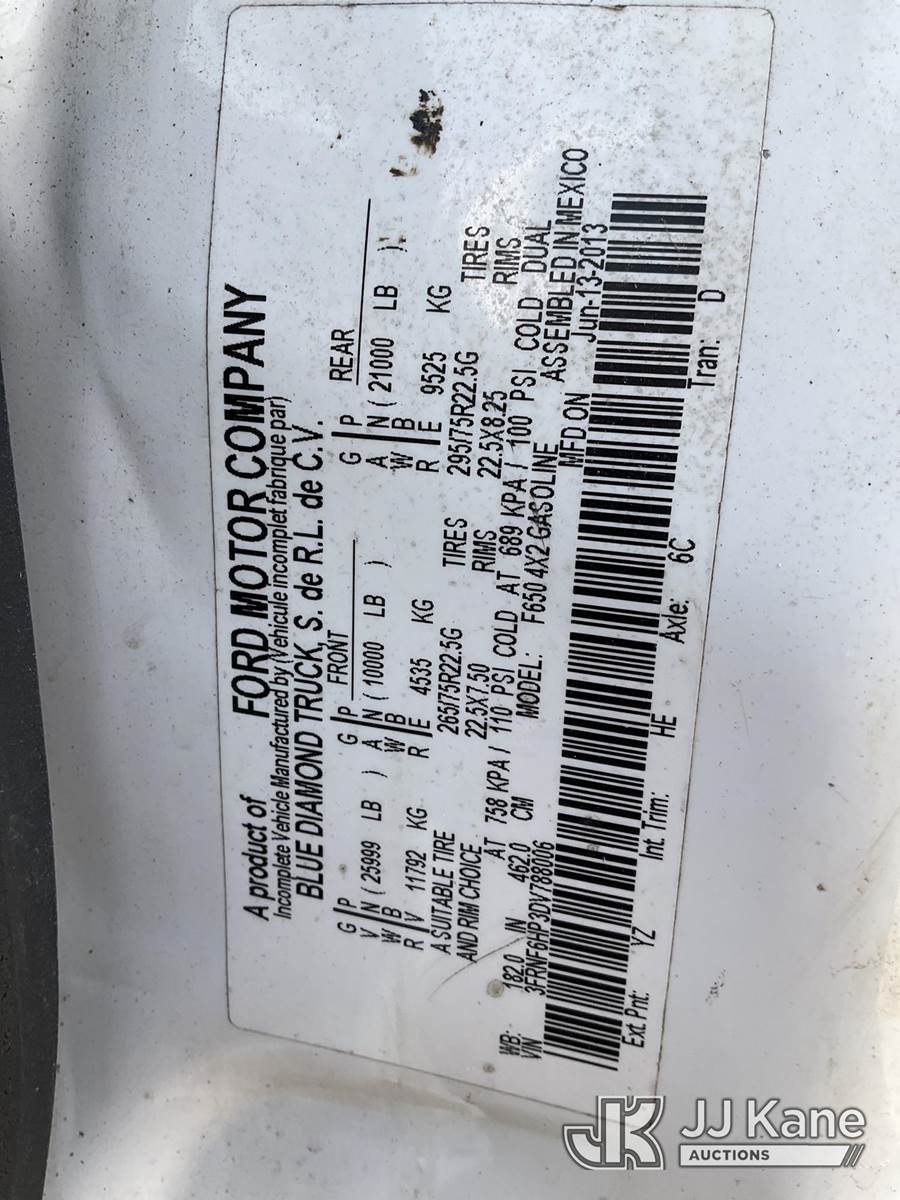 A product of FORD MOTOR COMPANY
Incomplete Vehicle Manufactured by (Vehicule incomplet fabrique par)
BLUE DIAMOND TRUCK, S. de R.L. de C.V.
FRONT REAR
G P G P G P
V N ( 25999 LB ) A N ( 10000 LB ) A N ( 21000 LB )
W B W B W B
R V 11792 KG R E 4535 KG R E 9525 KG
A SUITABLE TIRE 265/75R22.5G TIRES 295/75R22.5G TIRES
AND RIM CHOICE 22.5X7.50 RIMS 22.5X8.25 RIMS
AT 758 KPA / 110 PSI COLD AT 689 KPA / 100 PSI COLD DUAL
WB: 182.0 IN 462.0 CM MODEL: F650 4X2 GASOLINE ASSEMBLED IN MEXICO
VIN 3FRNF6HP3DV788006 MFD ON Jun-13-2013
Ext. Pnt: YZ Int. Trim: HE Axle: 6C Tran: D
JK JJ Kane
AUCTIONS